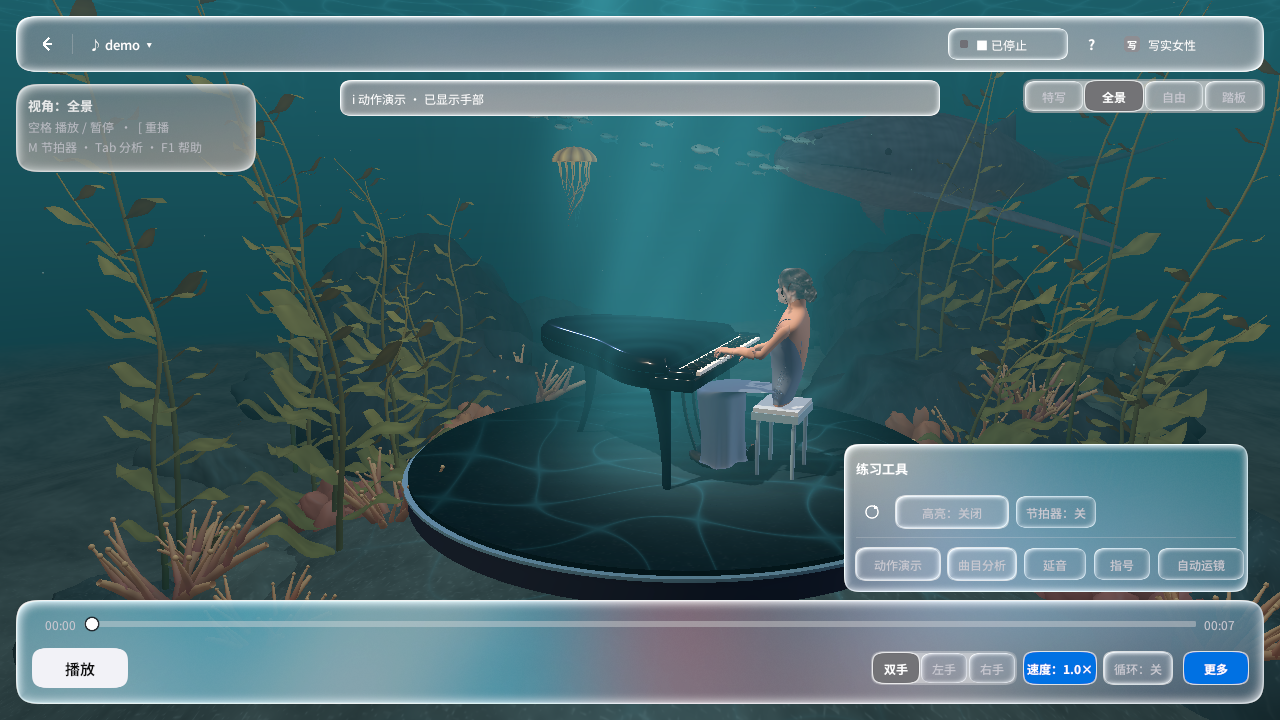 ♪ demo ▾
■ 已停止
?
写 写实女性
视角：全景
空格 播放 / 暂停 · [ 重播
M 节拍器 · Tab 分析 · F1 帮助
i 动作演示 · 已显示手部
特写 全景 自由 踏板
练习工具
高亮：关闭 节拍器：关
动作演示 曲目分析 延音 指号 自动运镜
00:00 00:07
播放 双手 左手 右手 速度：1.0× 循环：关 更多